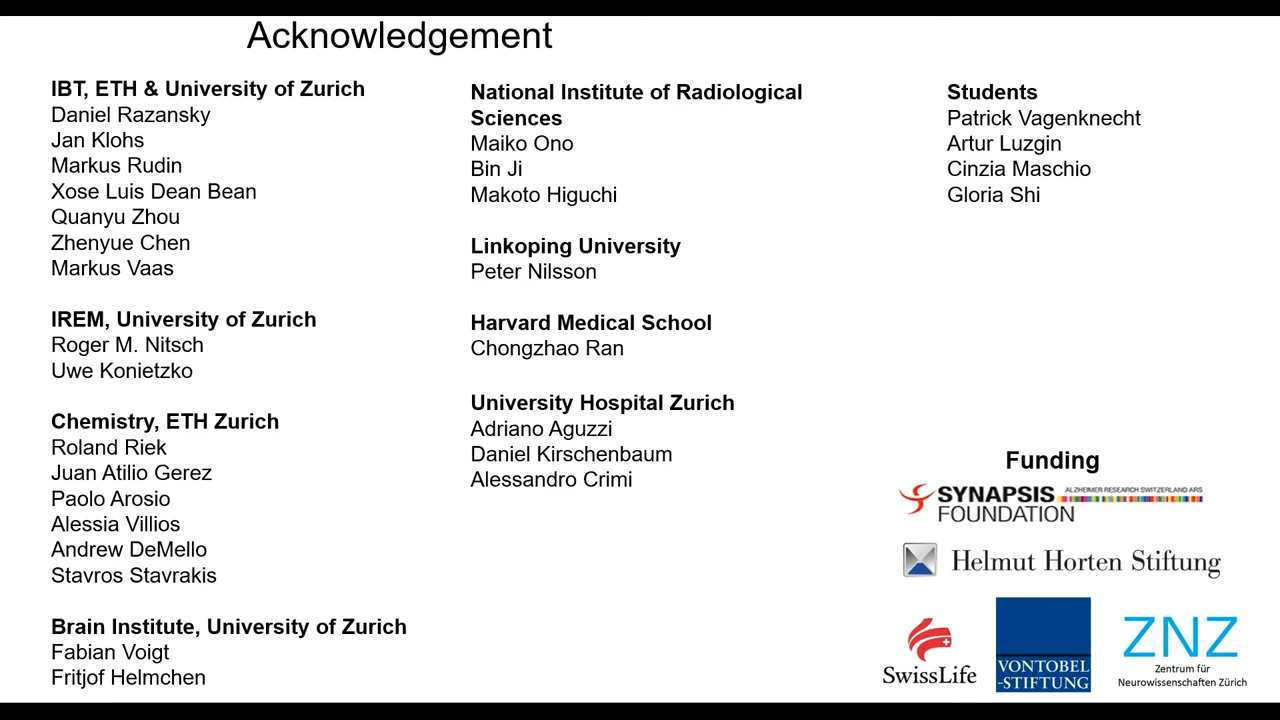 Acknowledgement
IBT, ETH & University of Zurich
Daniel Razansky
Jan Klohs
Markus Rudin
Xose Luis Dean Bean
Quanyu Zhou
Zhenyue Chen
Markus Vaas
IREM, University of Zurich
Roger M. Nitsch
Uwe Konietzko
Chemistry, ETH Zurich
Roland Riek
Juan Atilio Gerez
Paolo Arosio
Alessia Villios
Andrew DeMello
Stavros Stavrakis
Brain Institute, University of Zurich
Fabian Voigt
Fritjof Helmchen
National Institute of Radiological
Sciences
Maiko Ono
Bin Ji
Makoto Higuchi
Linkoping University
Peter Nilsson
Harvard Medical School
Chongzhao Ran
University Hospital Zurich
Adriano Aguzzi
Daniel Kirschenbaum
Alessandro Crimi
Students
Patrick Vagenknecht
Artur Luzgin
Cinzia Maschio
Gloria Shi
Funding
SYNAPSIS ALZHEIMER RESEARCH SWITZERLAND ARS
FOUNDATION
Helmut Horten Stiftung
SwissLife
VONTOBEL
-STIFTUNG
ZNZ
Zentrum für
Neurowissenschaften Zürich